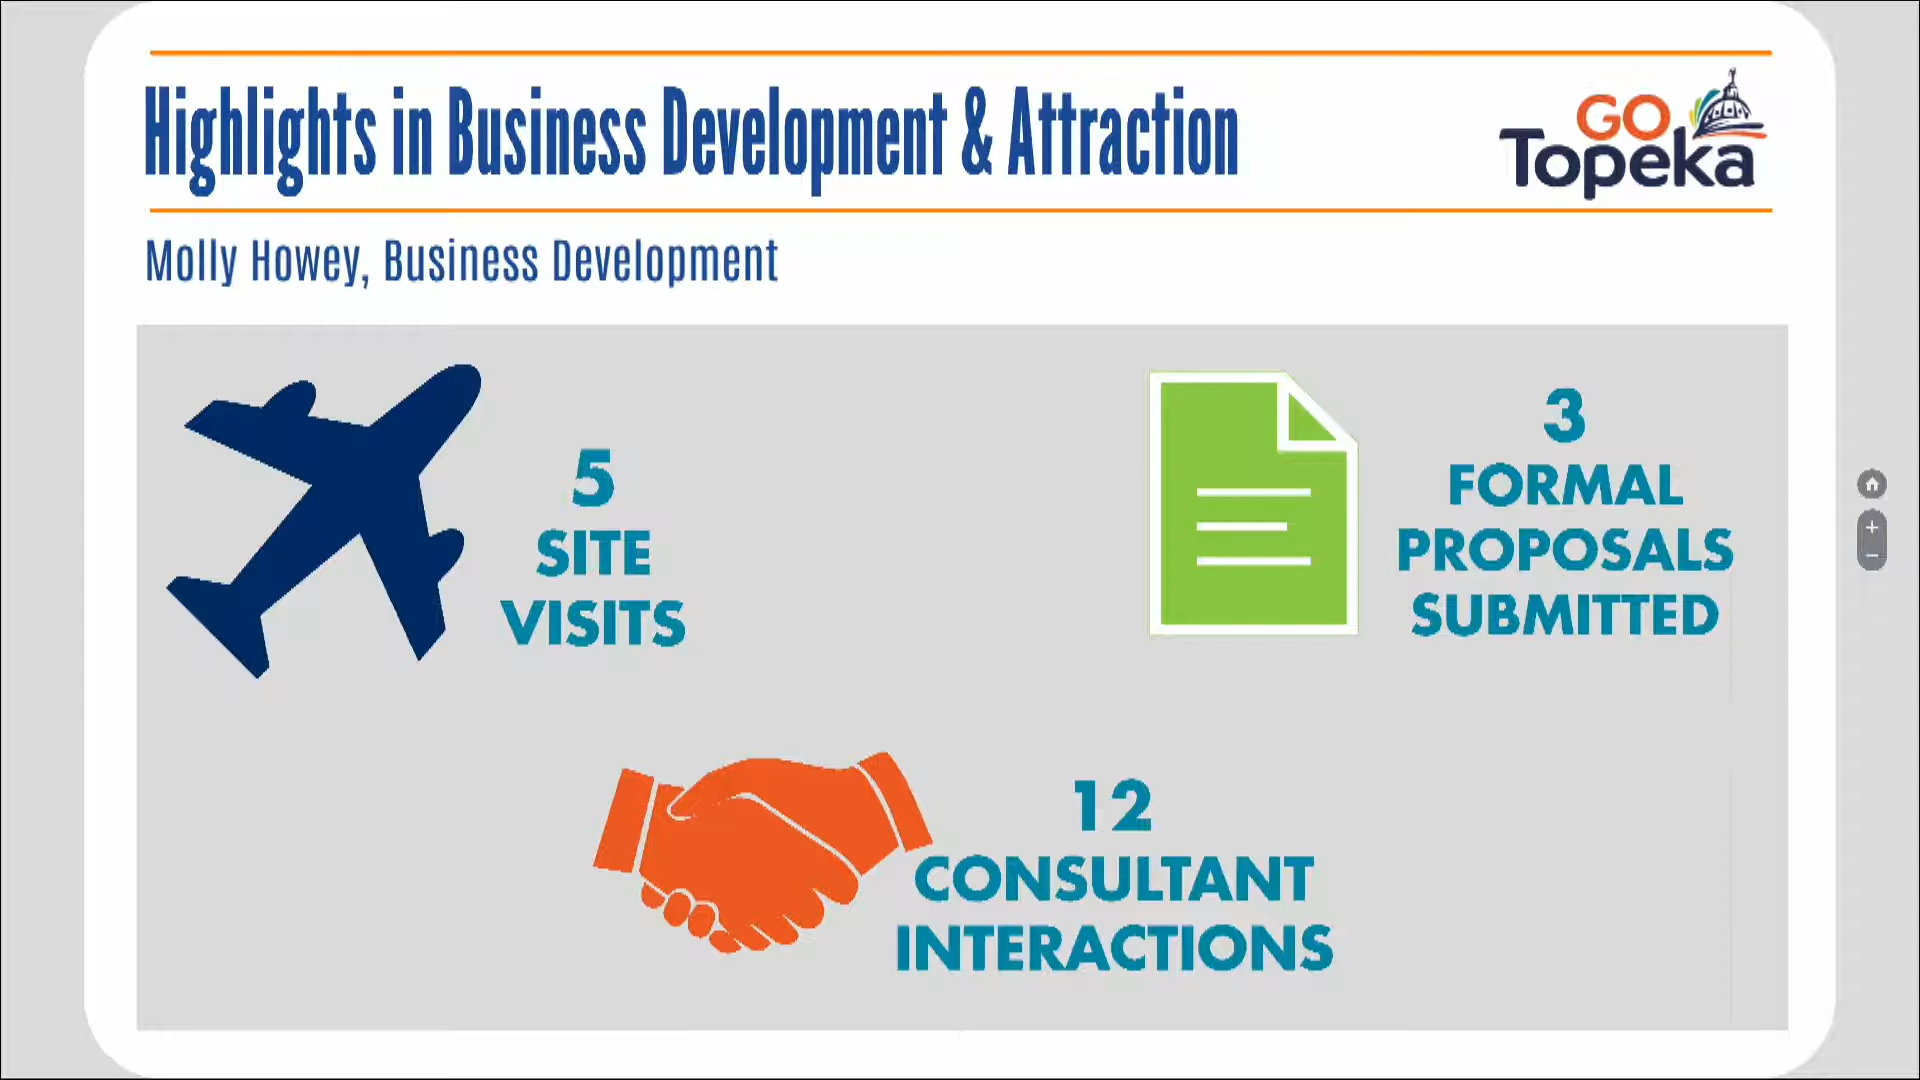 Highlights in Business Development & Attraction
GO
Topeka
Molly Howey, Business Development
5
SITE
VISITS
3
FORMAL
PROPOSALS
SUBMITTED
12
CONSULTANT
INTERACTIONS